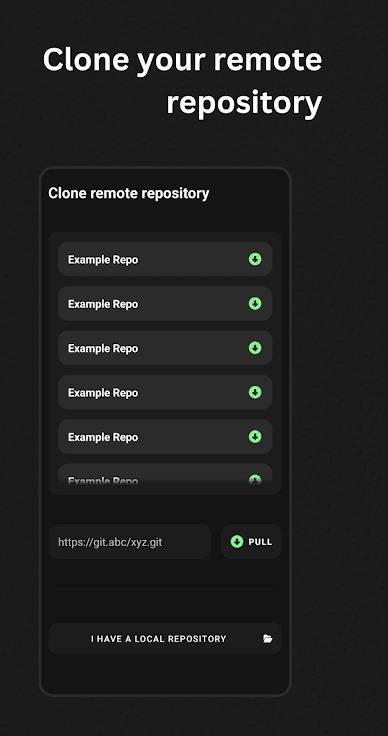 Clone your remote
repository
Clone remote repository
Example Repo
Example Repo
Example Repo
Example Repo
Example Repo
Example Repo
https://git.abc/xyz.git
PULL
I HAVE A LOCAL REPOSITORY